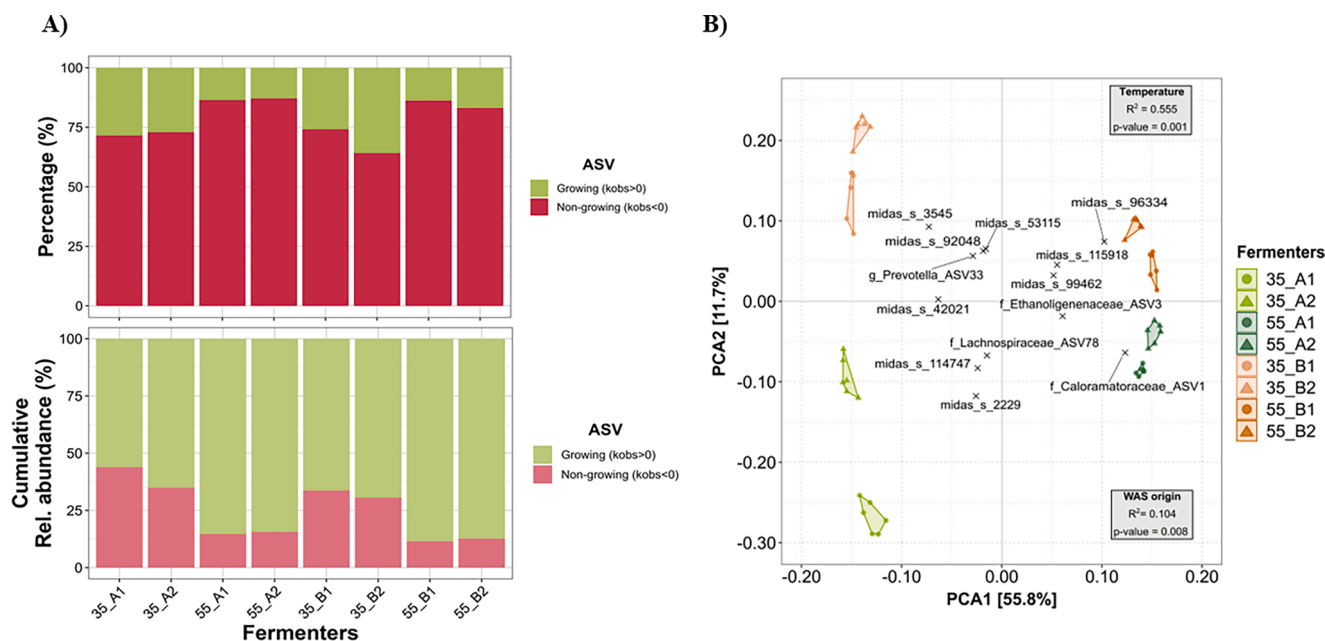 A)
100
75
50
25
0
Percentage (%)
ASV
Growing (kobs>0)
Non-growing (kobs<0)
100
75
50
25
0
Cumulative
Rel. abundance (%)
ASV
Growing (kobs>0)
Non-growing (kobs<0)
35_A1
35_A2
55_A1
55_A2
35_B1
35_B2
55_B1
55_B2
Fermenters
B)
Temperature
R² = 0.555
p-value = 0.001
0.20
0.10
0.00
-0.10
-0.20
-0.30
PCA2 [11.7%]
midas_s_96334
midas_s_3545
midas_s_53115
midas_s_92048
midas_s_115918
g_Prevotella_ASV33
midas_s_99462
midas_s_42021
f_Ethanoligenenaceae_ASV3
f_Lachnospiraceae_ASV78
midas_s_114747
f_Caloramatoraceae_ASV1
midas_s_2229
WAS origin
R²= 0.104
p-value = 0.008
-0.20
-0.10
0.00
0.10
0.20
PCA1 [55.8%]
Fermenters
35_A1
35_A2
55_A1
55_A2
35_B1
35_B2
55_B1
55_B2